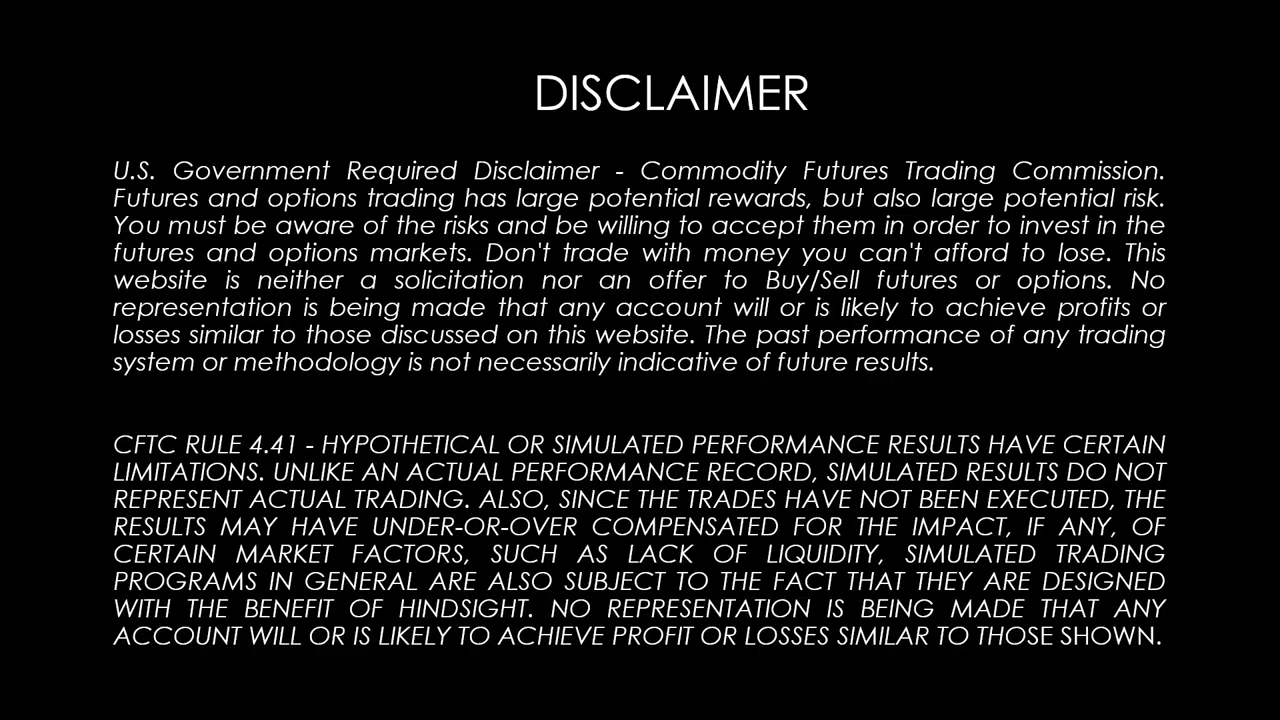 DISCLAIMER
U.S. Government Required Disclaimer - Commodity Futures Trading Commission.
Futures and options trading has large potential rewards, but also large potential risk.
You must be aware of the risks and be willing to accept them in order to invest in the
futures and options markets. Don't trade with money you can't afford to lose. This
website is neither a solicitation nor an offer to Buy/Sell futures or options. No
representation is being made that any account will or is likely to achieve profits or
losses similar to those discussed on this website. The past performance of any trading
system or methodology is not necessarily indicative of future results.
CFTC RULE 4.41 - HYPOTHETICAL OR SIMULATED PERFORMANCE RESULTS HAVE CERTAIN
LIMITATIONS. UNLIKE AN ACTUAL PERFORMANCE RECORD, SIMULATED RESULTS DO NOT
REPRESENT ACTUAL TRADING. ALSO, SINCE THE TRADES HAVE NOT BEEN EXECUTED, THE
RESULTS MAY HAVE UNDER-OR-OVER COMPENSATED FOR THE IMPACT, IF ANY, OF
CERTAIN MARKET FACTORS, SUCH AS LACK OF LIQUIDITY, SIMULATED TRADING
PROGRAMS IN GENERAL ARE ALSO SUBJECT TO THE FACT THAT THEY ARE DESIGNED
WITH THE BENEFIT OF HINDSIGHT. NO REPRESENTATION IS BEING MADE THAT ANY
ACCOUNT WILL OR IS LIKELY TO ACHIEVE PROFIT OR LOSSES SIMILAR TO THOSE SHOWN.